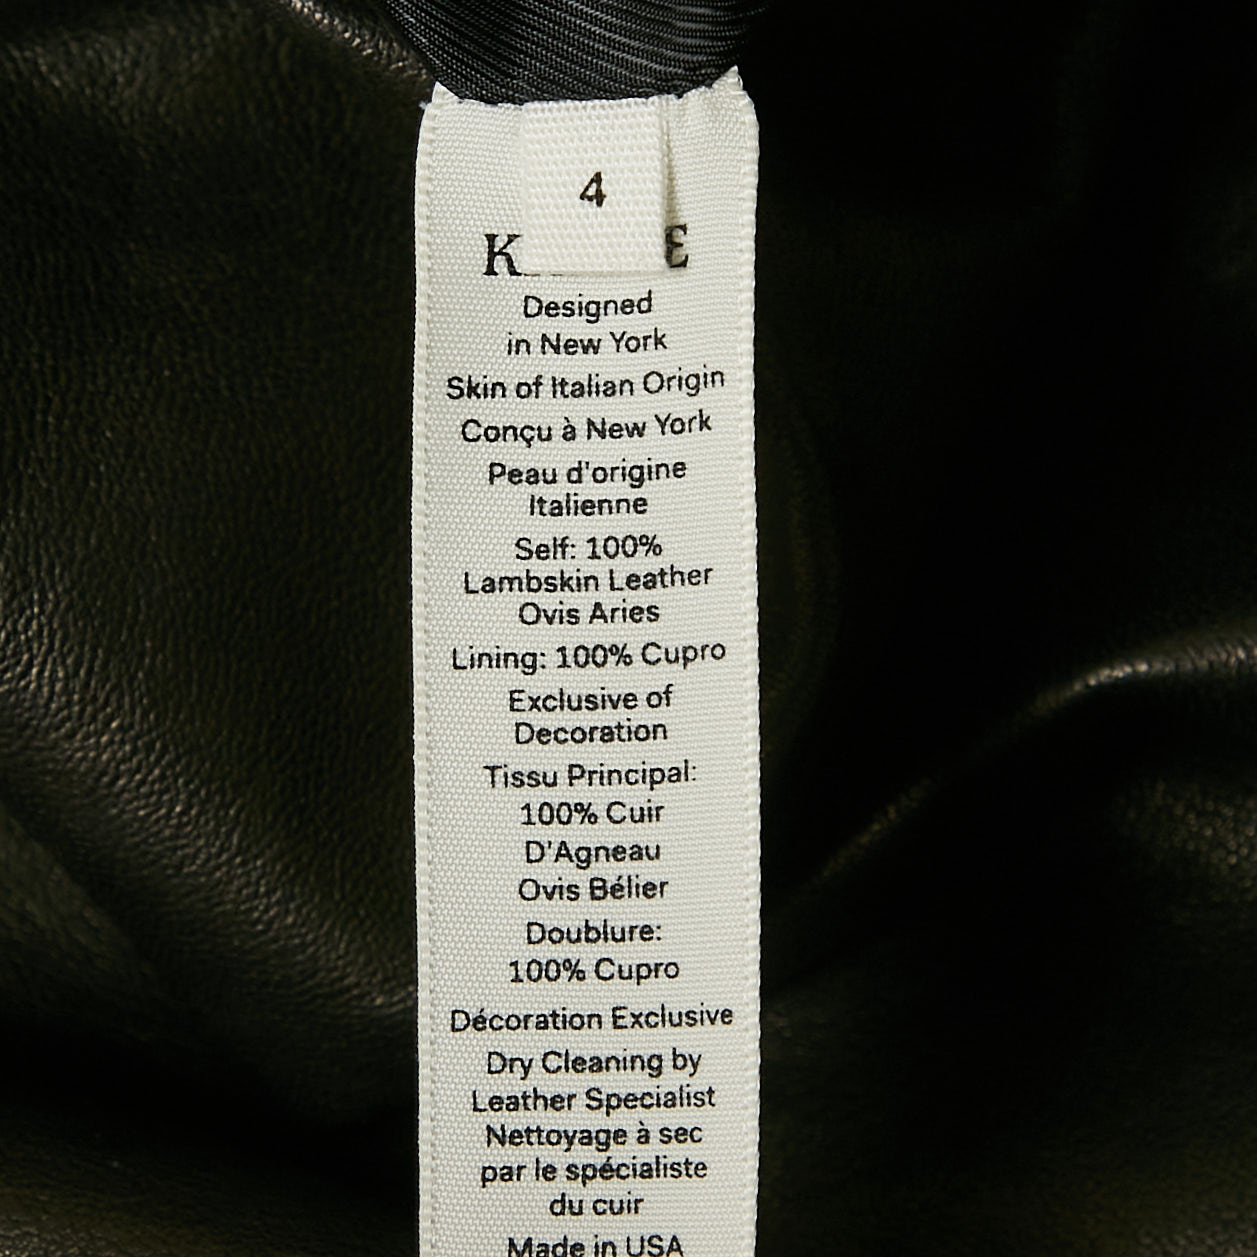 4
Designed
in New York
Skin of Italian Origin
Conçu à New York
Peau d'origine
Italienne
Self: 100%
Lambskin Leather
Ovis Aries
Lining: 100% Cupro
Exclusive of
Decoration
Tissu Principal:
100% Cuir
D'Agneau
Ovis Bélier
Doublure:
100% Cupro
Décoration Exclusive
Dry Cleaning by
Leather Specialist
Nettoyage à sec
par le spécialiste
du cuir
Made in USA